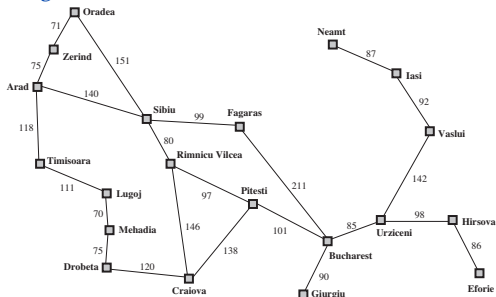 Oradea
71
Neamt
Zerind
87
151
75
Iasi
Arad
140
92
Sibiu
Fagaras
99
118
Vaslui
80
Timisoara
Rimnicu Vilcea
142
111
Pitesti
211
Lugoj
97
70
98
Hirsova
85
146
101
Urziceni
Mehadia
86
75
138
Bucharest
Drobeta
120
90
Eforie
Craiova
Giurgiu